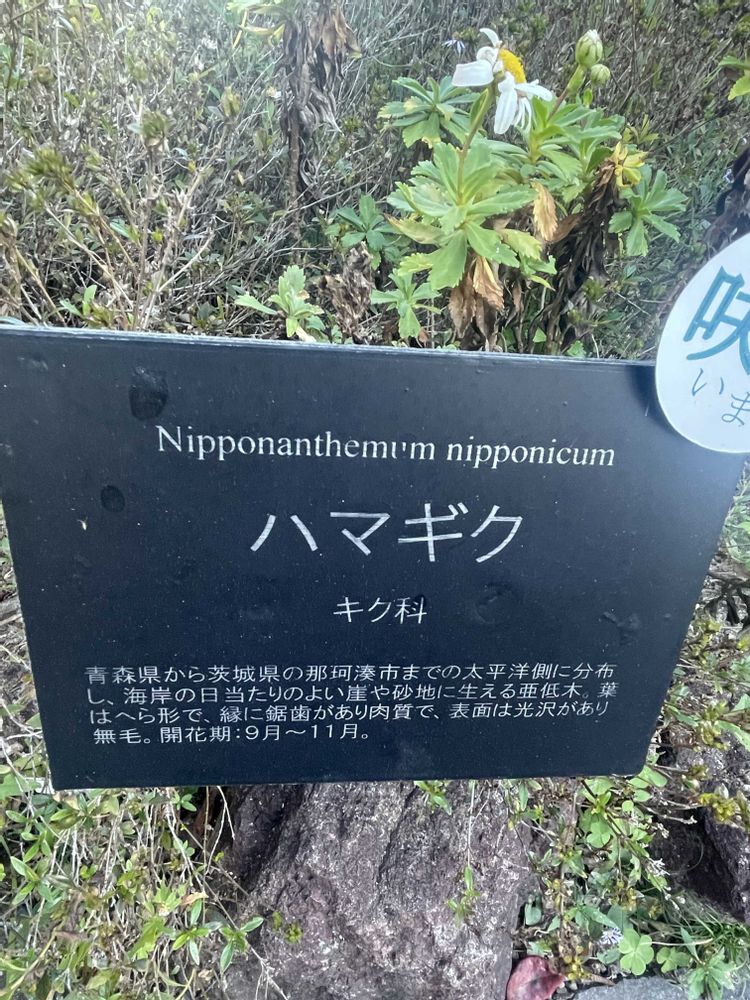 Nipponanthemum nipponicum
ハマギク
キク科
青森県から茨城県の那珂湊市までの太平洋側に分布
し、海岸の日当たりのよい崖や砂地に生える亜低木。葉
はへら形で、縁に鋸歯があり肉質で、表面は光沢があり
無毛。開花期：9月～11月。
いま